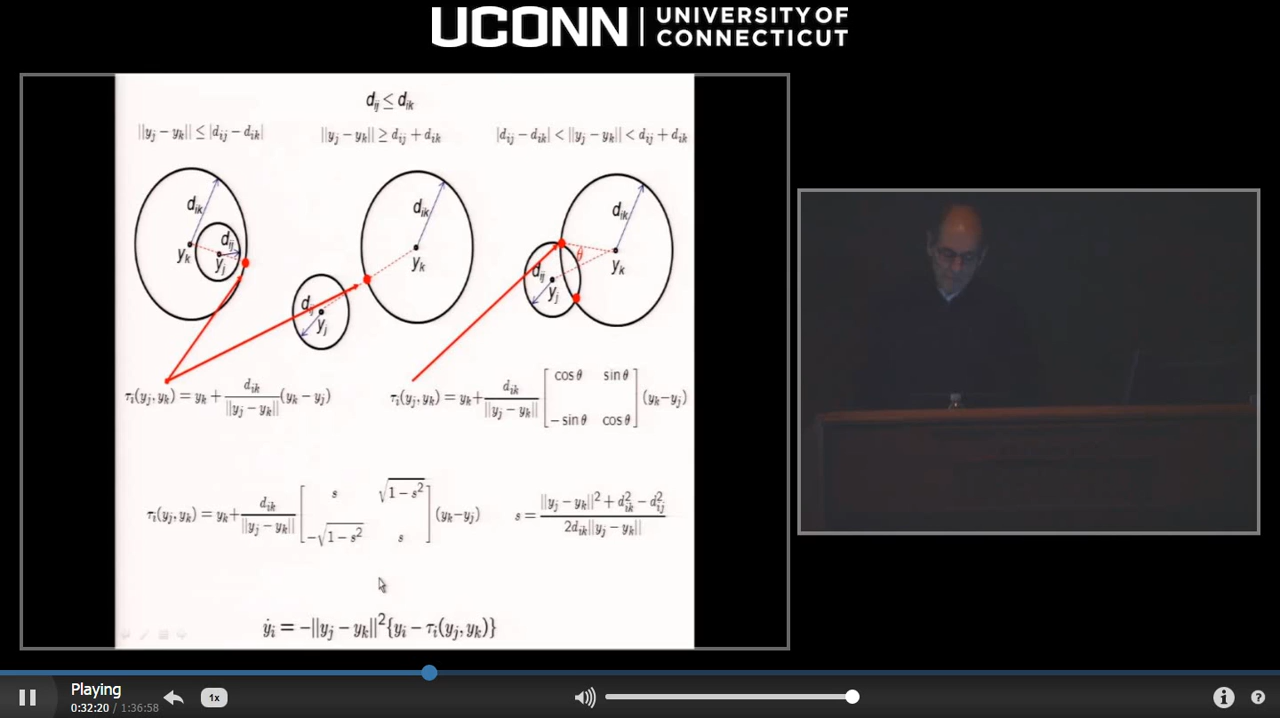 UCONN | UNIVERSITY OF CONNECTICUT
d_ij ≤ d_ik
||y_j − y_k|| ≤ |d_ij − d_ik|
||y_j − y_k|| ≥ d_ij + d_ik
|d_ij − d_ik| < ||y_j − y_k|| < d_ij + d_ik
d_ik
d_ij
y_k
y_j
d_ik
y_k
d_ij
y_j
d_ik
θ
y_k
d_ij
y_j
τ_i(y_j, y_k) = y_k + d_ik/||y_j − y_k|| (y_k − y_j)
τ_i(y_j, y_k) = y_k + d_ik/||y_j − y_k|| [cos θ sin θ; − sin θ cos θ] (y_k − y_j)
τ_i(y_j, y_k) = y_k + d_ik/||y_j − y_k|| [s √(1 − s²); −√(1 − s²) s] (y_k − y_j)
s = (||y_j − y_k||² + d²_ik − d²_ij)/(2d_ik||y_j − y_k||)
ẏ_i = −||y_j − y_k||²{y_i − τ_i(y_j, y_k)}
Playing
0:32:20 / 1:36:58
1x